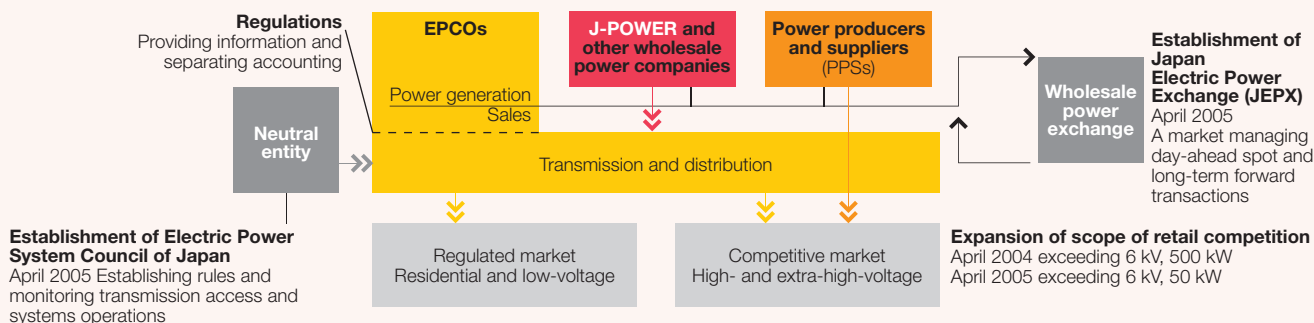 Regulations
Providing information and
separating accounting
EPCOs
Power generation
Sales
J-POWER and
other wholesale
power companies
Power producers
and suppliers
(PPSs)
Wholesale
power
exchange
Establishment of
Japan
Electric Power
Exchange (JEPX)
April 2005
A market managing
day-ahead spot and
long-term forward
transactions
Neutral
entity
Transmission and distribution
Establishment of Electric Power
System Council of Japan
April 2005 Establishing rules and
monitoring transmission access and
systems operations
Regulated market
Residential and low-voltage
Competitive market
High- and extra-high-voltage
Expansion of scope of retail competition
April 2004 exceeding 6 kV, 500 kW
April 2005 exceeding 6 kV, 50 kW